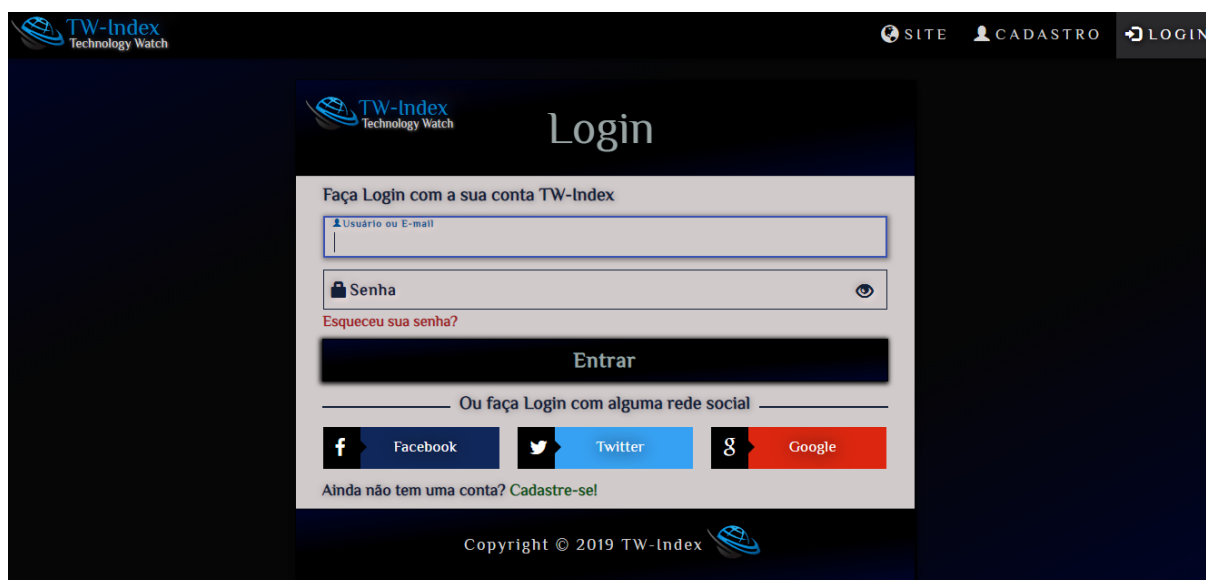 TW-Index
Technology Watch
SITE CADASTRO LOGIN
TW-Index
Technology Watch
Login
Faça Login com a sua conta TW-Index
Usuário ou E-mail
Senha
Esqueceu sua senha?
Entrar
Ou faça Login com alguma rede social
Facebook Twitter Google
Ainda não tem uma conta? Cadastre-se!
Copyright © 2019 TW-Index